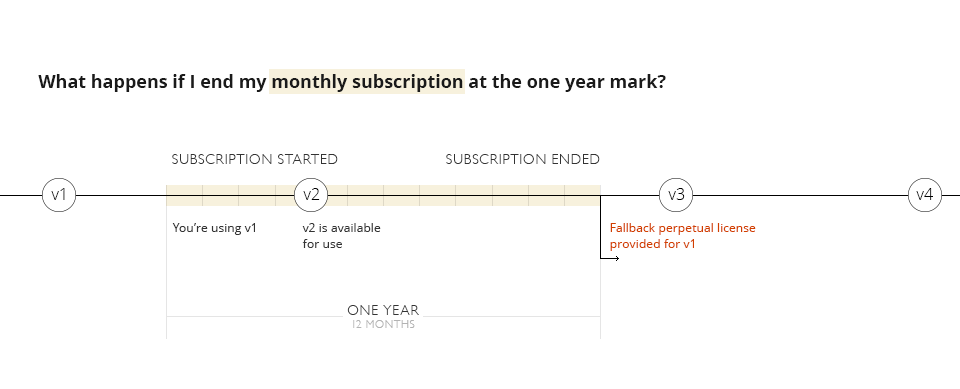 What happens if I end my monthly subscription at the one year mark?
SUBSCRIPTION STARTED
SUBSCRIPTION ENDED
v1
v2
v3
v4
You’re using v1
v2 is available
for use
Fallback perpetual license
provided for v1
ONE YEAR
12 MONTHS